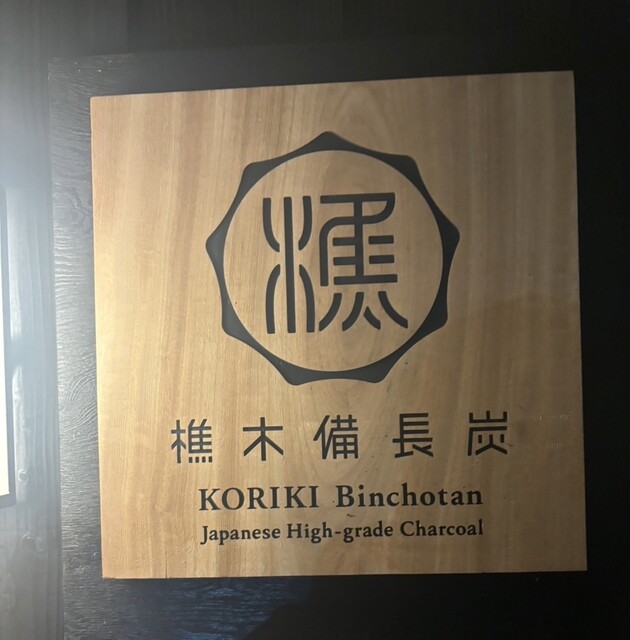 樵
樵木備長炭
KORIKI Binchotan
Japanese High-grade Charcoal